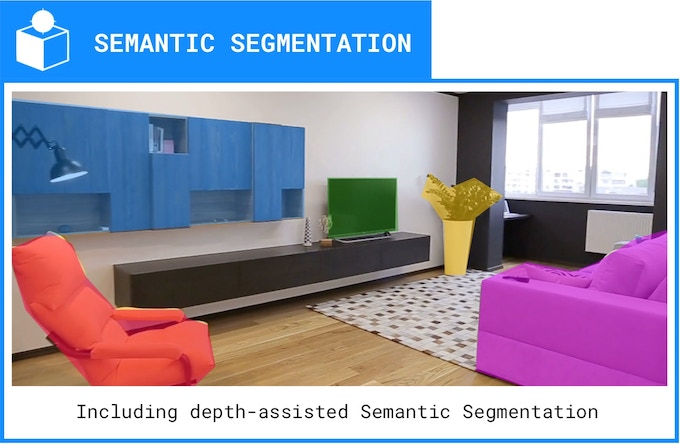 SEMANTIC SEGMENTATION
Including depth-assisted Semantic Segmentation